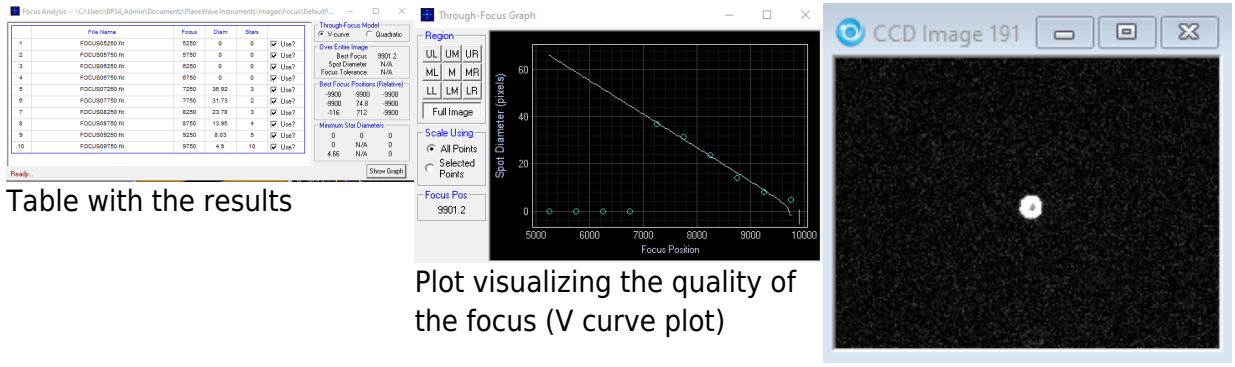 Focus Analysis -- \C:\Users\BP34_Admin\Documents\PlaneWave Instruments\Images\Focus\DefaultF...
File Name Focus Diam Stars
1 FOCUS05250.fit 5250 0 0 Use?
2 FOCUS05750.fit 5750 0 0 Use?
3 FOCUS06250.fit 6250 0 0 Use?
4 FOCUS06750.fit 6750 0 0 Use?
5 FOCUS07250.fit 7250 36.92 3 Use?
6 FOCUS07750.fit 7750 31.73 2 Use?
7 FOCUS08250.fit 8250 23.78 3 Use?
8 FOCUS08750.fit 8750 13.95 4 Use?
9 FOCUS09250.fit 9250 8.03 5 Use?
10 FOCUS09750.fit 9750 4.9 10 Use?
Through-Focus Model
V-curve Quadratic
Over Entire Image
Best Focus 9901.2
Spot Diameter N/A
Focus Tolerance N/A
Best Focus Positions (Relative)
-9900 -9900 -9900
-9900 74.8 -9900
-116 712 -9900
Minimum Star Diameters
0 0 0
0 N/A 0
4.66 N/A 0
Show Graph
Ready...
Table with the results
Through-Focus Graph
Region
UL UM UR
ML M MR
LL LM LR
Full Image
Scale Using
All Points
Selected
Points
Focus Pos
9901.2
Spot Diameter (pixels)
60
40
20
0
5000 6000 7000 8000 9000 10000
Focus Position
Plot visualizing the quality of
the focus (V curve plot)
CCD Image 191